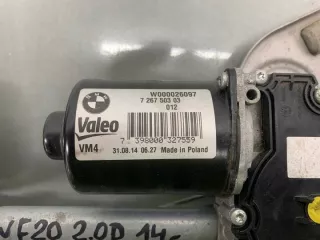 W000026097
7 267 503 03
012
Valeo
7 398000 327559
VM4
31.08.14 06.27 Made in Poland
2.0D 14-